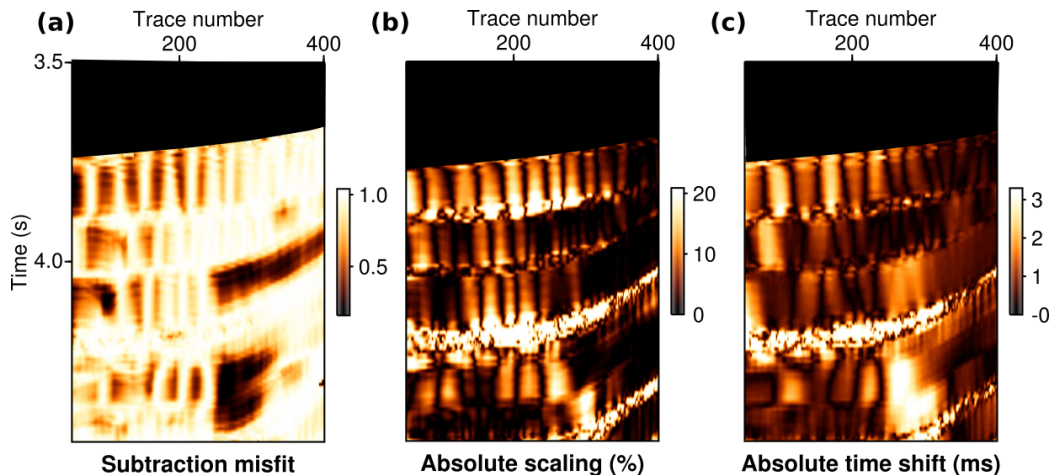 (a) Trace number
200 400
3.5
Time (s)
4.0
1.0
0.5
Subtraction misfit
(b) Trace number
200 400
20
10
0
Absolute scaling (%)
(c) Trace number
200 400
3
2
1
-0
Absolute time shift (ms)